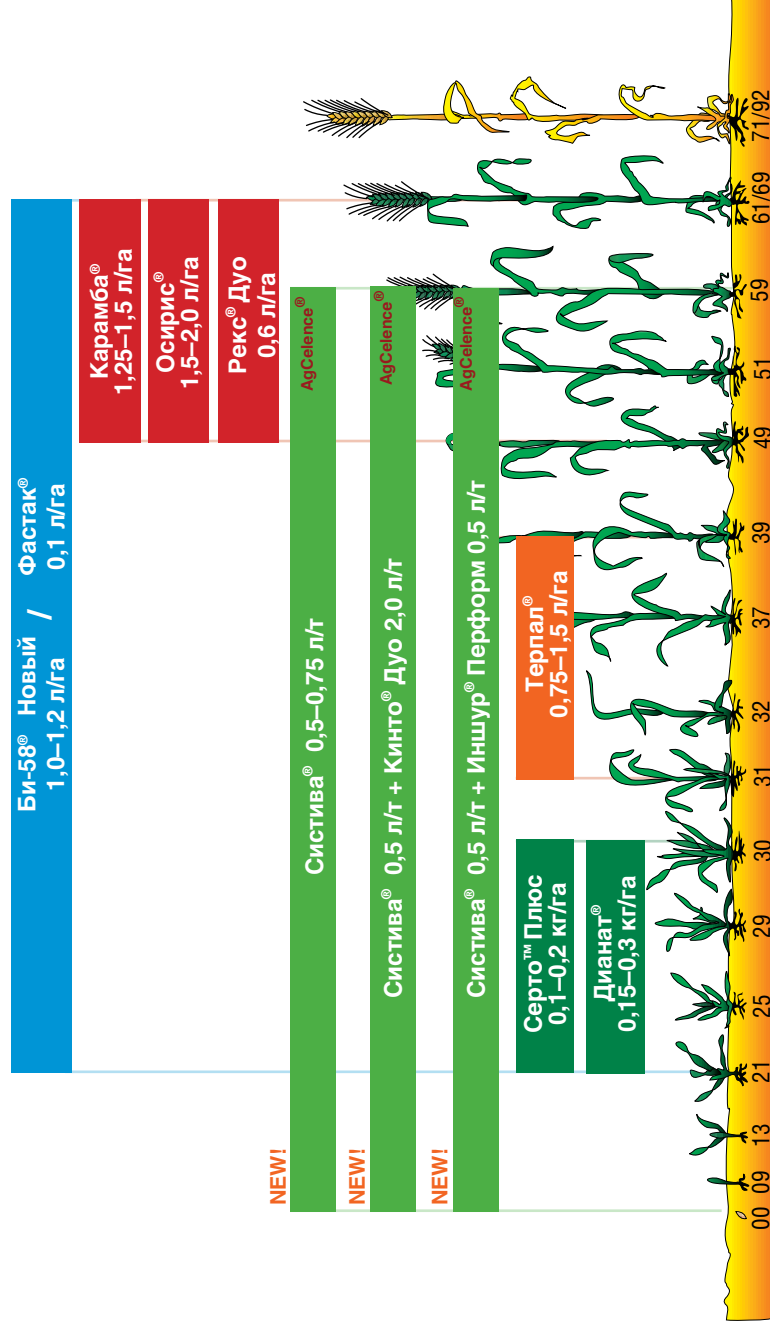 Би-58® Новый / Фастак®
1,0–1,2 л/га 0,1 л/га
Карамба®
1,25–1,5 л/га
Осирис®
1,5–2,0 л/га
Рекс® Дуо
0,6 л/га
NEW!
Систива® 0,5–0,75 л/т
AgCelence®
NEW!
Систива® 0,5 л/т + Кинто® Дуо 2,0 л/т
AgCelence®
NEW!
Систива® 0,5 л/т + Иншур® Перформ 0,5 л/т
AgCelence®
Серто™ Плюс
0,1–0,2 кг/га
Терпал®
0,75–1,5 л/га
Дианат®
0,15–0,3 кг/га
00 09 13 21 25 29 30 31 32 37 39 49 51 59 61/69 71/92